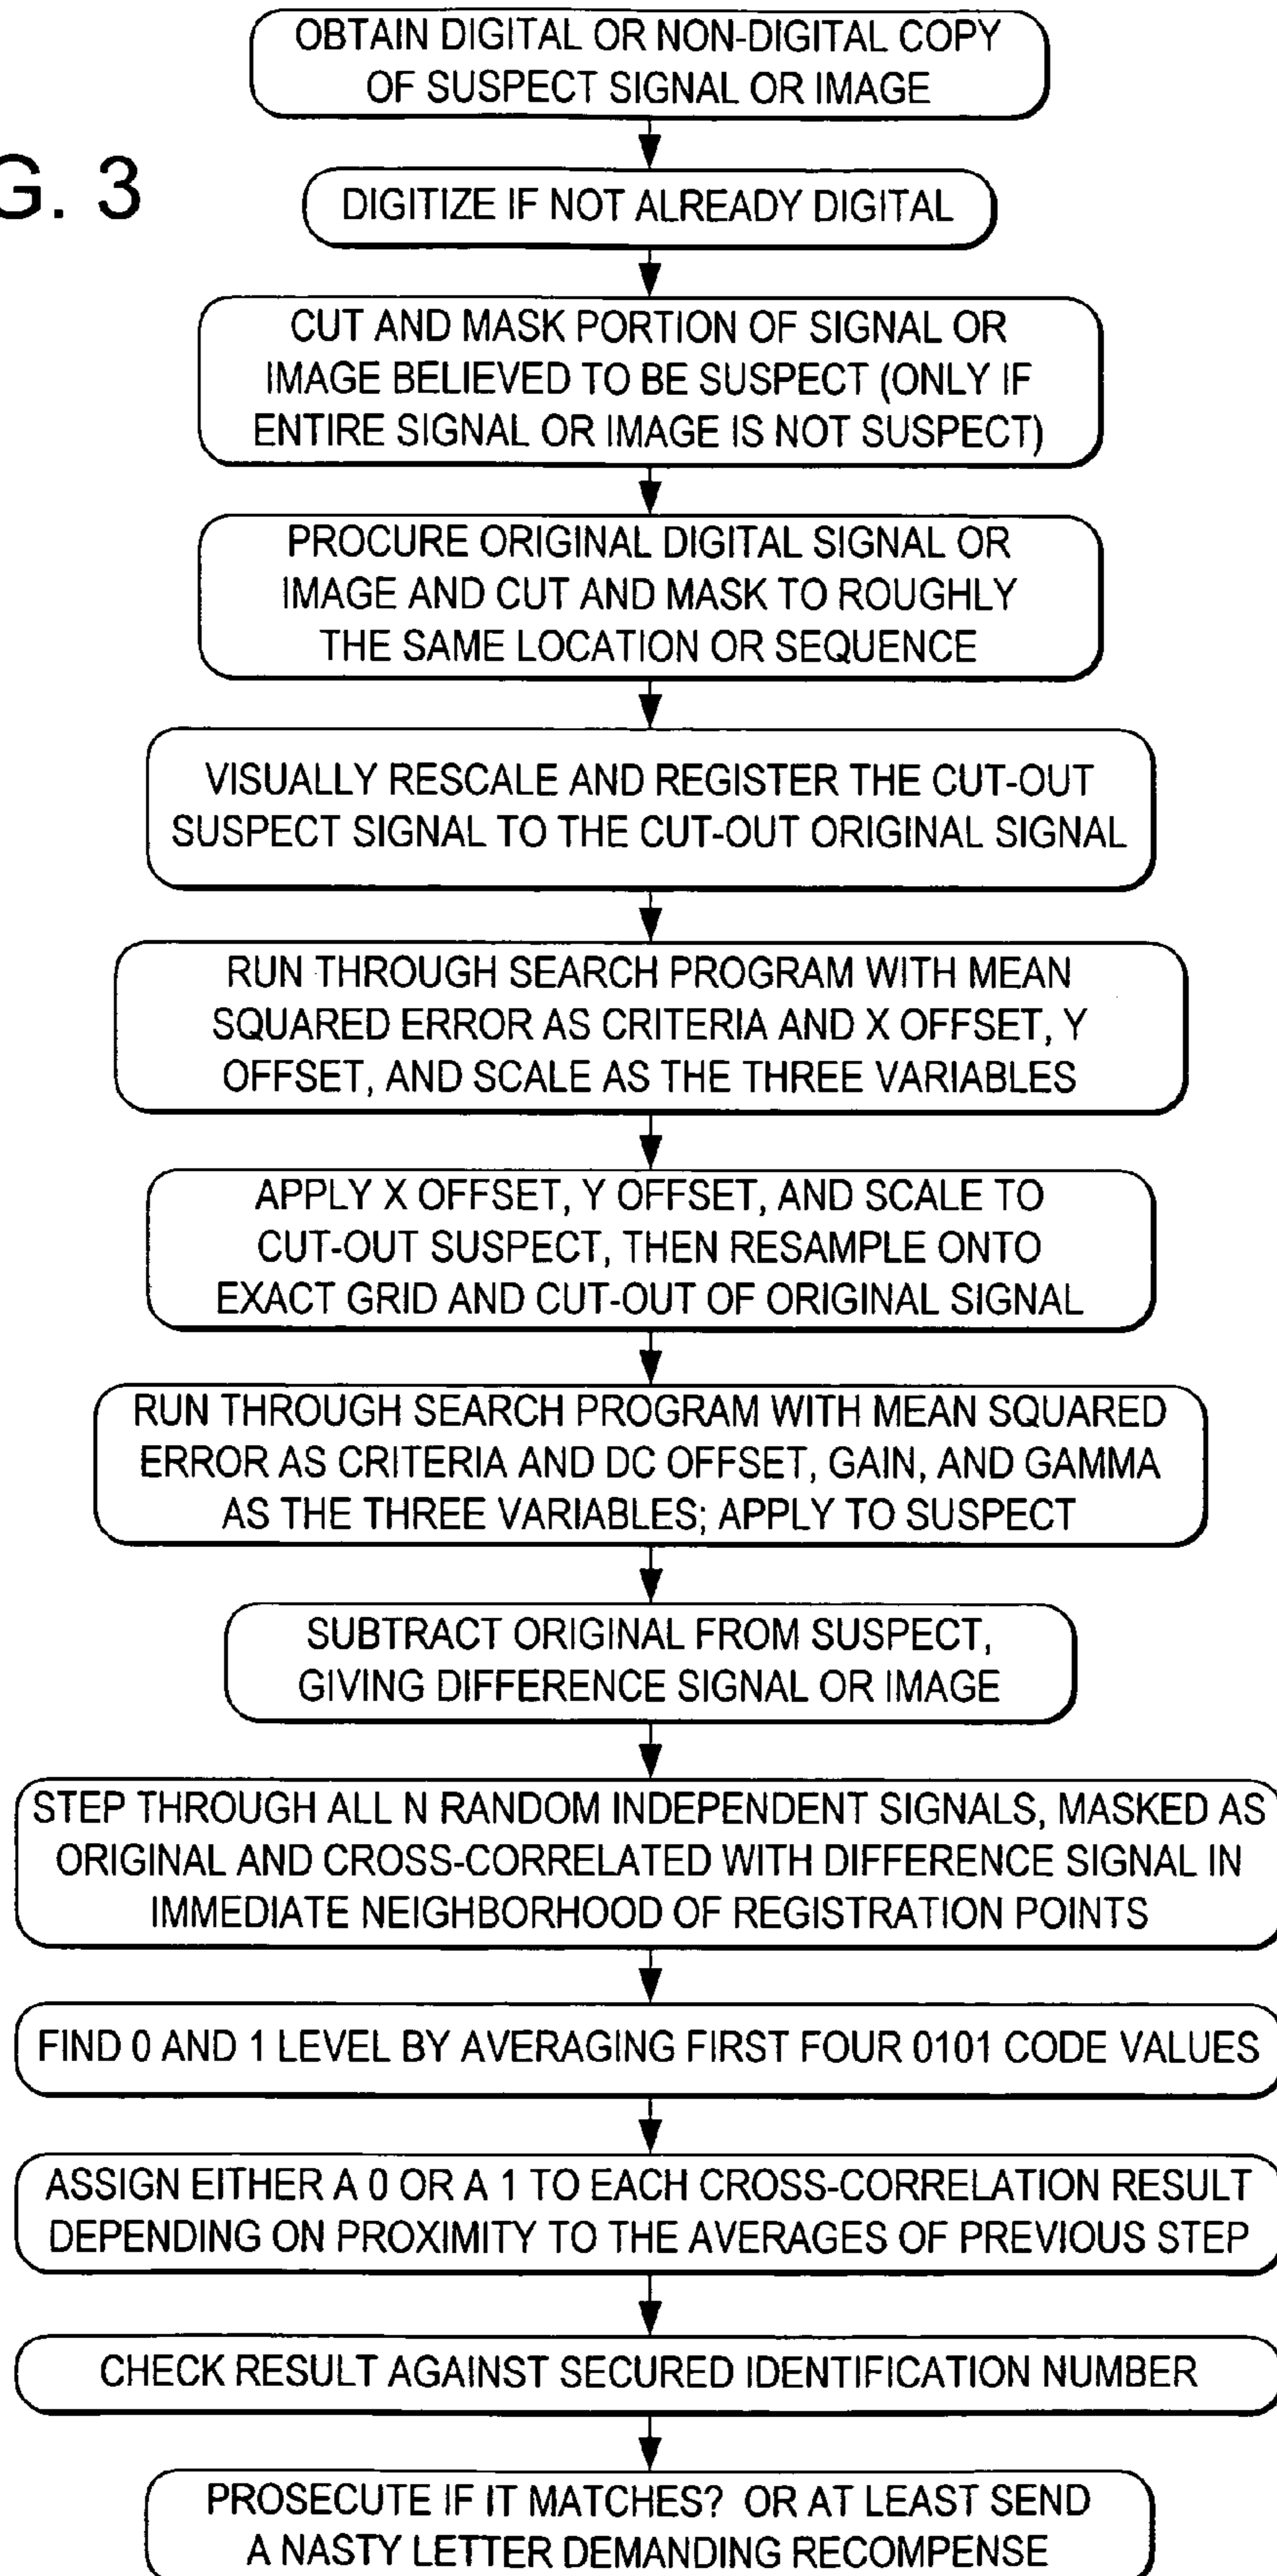 OBTAIN DIGITAL OR NON-DIGITAL COPY
OF SUSPECT SIGNAL OR IMAGE
G. 3
DIGITIZE IF NOT ALREADY DIGITAL
CUT AND MASK PORTION OF SIGNAL OR
IMAGE BELIEVED TO BE SUSPECT (ONLY IF
ENTIRE SIGNAL OR IMAGE IS NOT SUSPECT)
PROCURE ORIGINAL DIGITAL SIGNAL OR
IMAGE AND CUT AND MASK TO ROUGHLY
THE SAME LOCATION OR SEQUENCE
VISUALLY RESCALE AND REGISTER THE CUT-OUT
SUSPECT SIGNAL TO THE CUT-OUT ORIGINAL SIGNAL
RUN THROUGH SEARCH PROGRAM WITH MEAN
SQUARED ERROR AS CRITERIA AND X OFFSET, Y
OFFSET, AND SCALE AS THE THREE VARIABLES
APPLY X OFFSET, Y OFFSET, AND SCALE TO
CUT-OUT SUSPECT, THEN RESAMPLE ONTO
EXACT GRID AND CUT-OUT OF ORIGINAL SIGNAL
RUN THROUGH SEARCH PROGRAM WITH MEAN SQUARED
ERROR AS CRITERIA AND DC OFFSET, GAIN, AND GAMMA
AS THE THREE VARIABLES; APPLY TO SUSPECT
SUBTRACT ORIGINAL FROM SUSPECT,
GIVING DIFFERENCE SIGNAL OR IMAGE
STEP THROUGH ALL N RANDOM INDEPENDENT SIGNALS, MASKED AS
ORIGINAL AND CROSS-CORRELATED WITH DIFFERENCE SIGNAL IN
IMMEDIATE NEIGHBORHOOD OF REGISTRATION POINTS
FIND 0 AND 1 LEVEL BY AVERAGING FIRST FOUR 0101 CODE VALUES
ASSIGN EITHER A 0 OR A 1 TO EACH CROSS-CORRELATION RESULT
DEPENDING ON PROXIMITY TO THE AVERAGES OF PREVIOUS STEP
CHECK RESULT AGAINST SECURED IDENTIFICATION NUMBER
PROSECUTE IF IT MATCHES? OR AT LEAST SEND
A NASTY LETTER DEMANDING RECOMPENSE